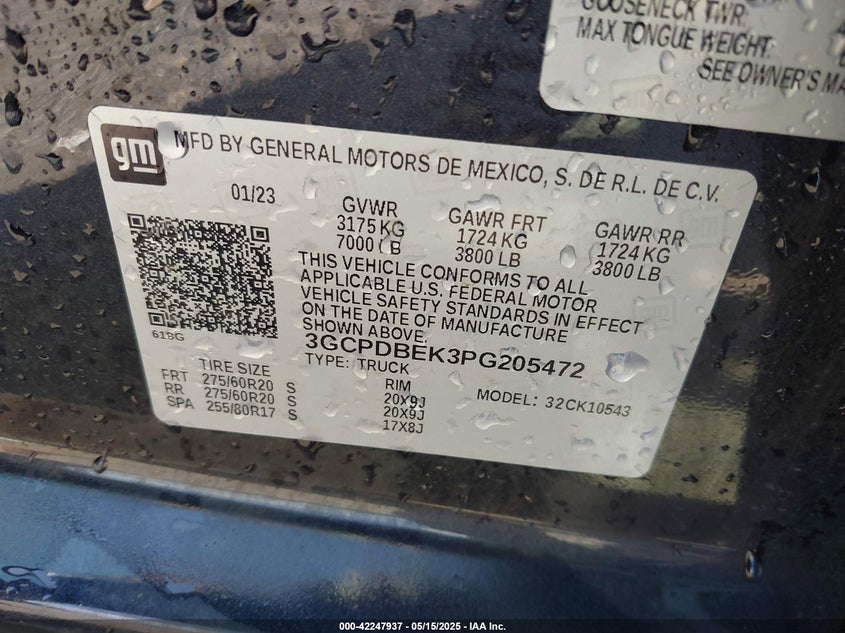 GOOSENECK TWR:
MAX TONGUE WEIGHT:
SEE OWNER'S MA
gm
MFD BY GENERAL MOTORS DE MEXICO, S. DE R.L. DE C.V.
01/23
GVWR GAWR FRT GAWR RR
3175 KG 1724 KG 1724 KG
7000 LB 3800 LB 3800 LB
THIS VEHICLE CONFORMS TO ALL
APPLICABLE U.S. FEDERAL MOTOR
VEHICLE SAFETY STANDARDS IN EFFECT
ON THE DATE OF MANUFACTURE
SHOWN ABOVE.
618G
3GCPDBEK3PG205472
TYPE: TRUCK
MODEL: 32CK10543
TIRE SIZE RIM
FRT 275/60R20 S 20X9J
RR 275/60R20 S 20X9J
SPA 255/80R17 S 17X8J
000-42247937 - 05/15/2025 - IAA Inc.